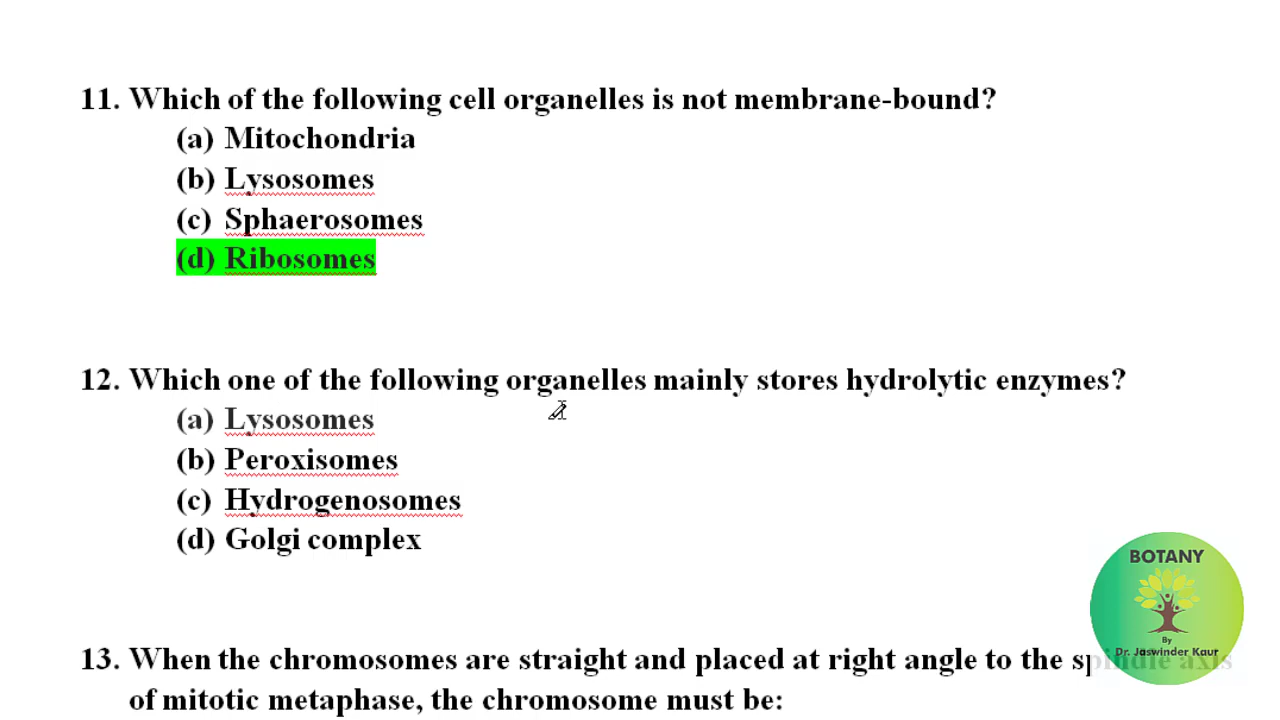 11. Which of the following cell organelles is not membrane-bound?
(a) Mitochondria
(b) Lysosomes
(c) Sphaerosomes
(d) Ribosomes
12. Which one of the following organelles mainly stores hydrolytic enzymes?
(a) Lysosomes
(b) Peroxisomes
(c) Hydrogenosomes
(d) Golgi complex
13. When the chromosomes are straight and placed at right angle to the spindle axis
of mitotic metaphase, the chromosome must be:
BOTANY
By
Dr. Jaswinder Kaur